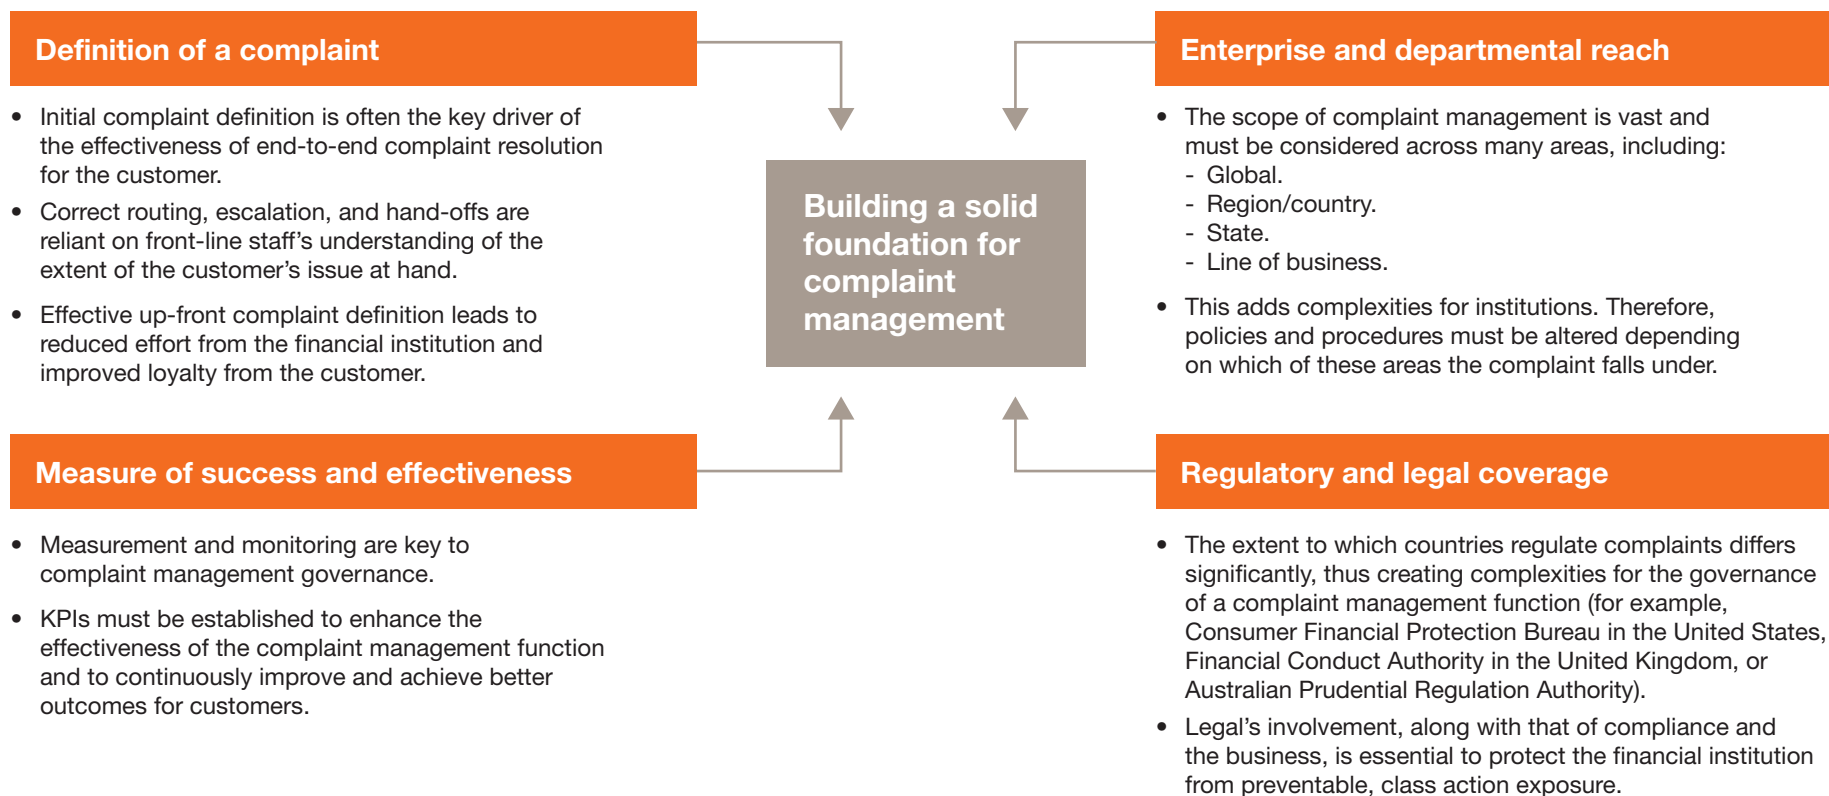 Definition of a complaint
• Initial complaint definition is often the key driver of
the effectiveness of end-to-end complaint resolution
for the customer.
• Correct routing, escalation, and hand-offs are
reliant on front-line staff’s understanding of the
extent of the customer’s issue at hand.
• Effective up-front complaint definition leads to
reduced effort from the financial institution and
improved loyalty from the customer.
Building a solid
foundation for
complaint
management
Enterprise and departmental reach
• The scope of complaint management is vast and
must be considered across many areas, including:
- Global.
- Region/country.
- State.
- Line of business.
• This adds complexities for institutions. Therefore,
policies and procedures must be altered depending
on which of these areas the complaint falls under.
Measure of success and effectiveness
• Measurement and monitoring are key to
complaint management governance.
• KPIs must be established to enhance the
effectiveness of the complaint management function
and to continuously improve and achieve better
outcomes for customers.
Regulatory and legal coverage
• The extent to which countries regulate complaints differs
significantly, thus creating complexities for the governance
of a complaint management function (for example,
Consumer Financial Protection Bureau in the United States,
Financial Conduct Authority in the United Kingdom, or
Australian Prudential Regulation Authority).
• Legal’s involvement, along with that of compliance and
the business, is essential to protect the financial institution
from preventable, class action exposure.